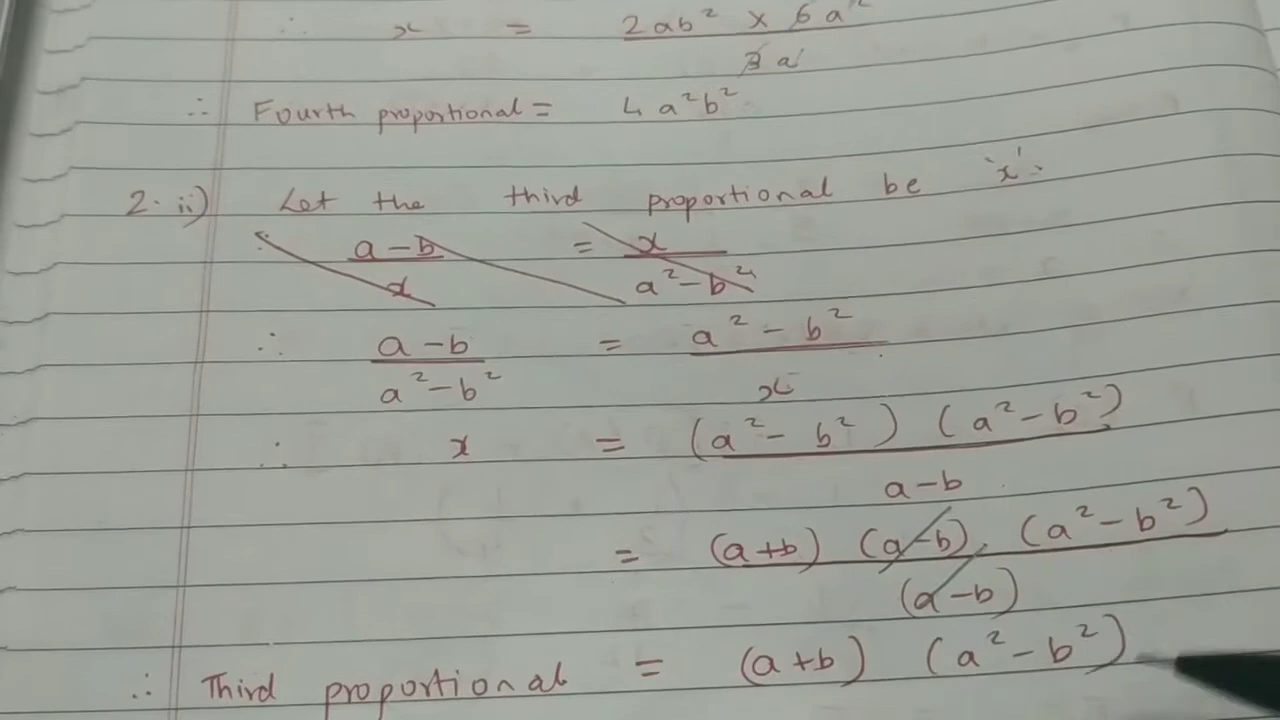 ∴ x = 2ab² × 6a²
3a
∴ Fourth proportional = 4a²b²
2. ii) Let the third proportional be 'x'.
∴ a-b = x
x a²-b²
∴ a-b = a²-b²
a²-b² x
∴ x = (a²-b²) (a²-b²)
a-b
= (a+b) (a-b). (a²-b²)
(a-b)
∴ Third proportional = (a+b) (a²-b²)